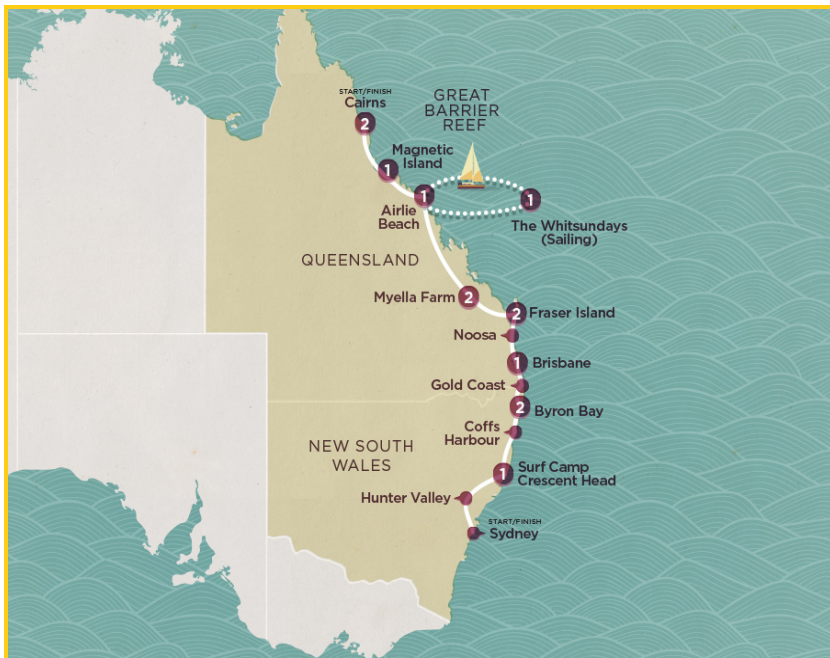 START/FINISH
Cairns
2
GREAT
BARRIER
REEF
Magnetic
Island
1
1
Airlie
Beach
1
The Whitsundays
(Sailing)
QUEENSLAND
Myella Farm
2
2
Fraser Island
Noosa
1
Brisbane
Gold Coast
2
Byron Bay
Coffs
Harbour
NEW SOUTH
WALES
1
Surf Camp
Crescent Head
Hunter Valley
START/FINISH
Sydney